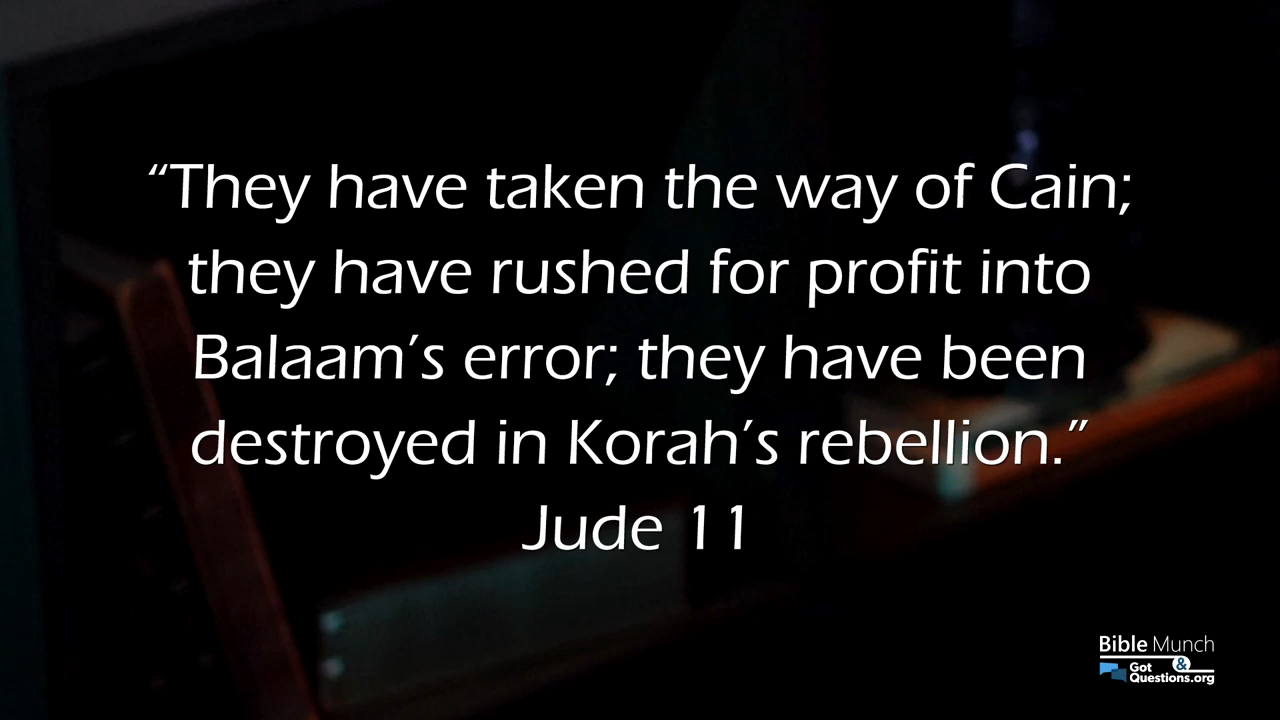 “They have taken the way of Cain;
they have rushed for profit into
Balaam’s error; they have been
destroyed in Korah’s rebellion.”
Jude 11
Bible Munch
&
Got
Questions.org